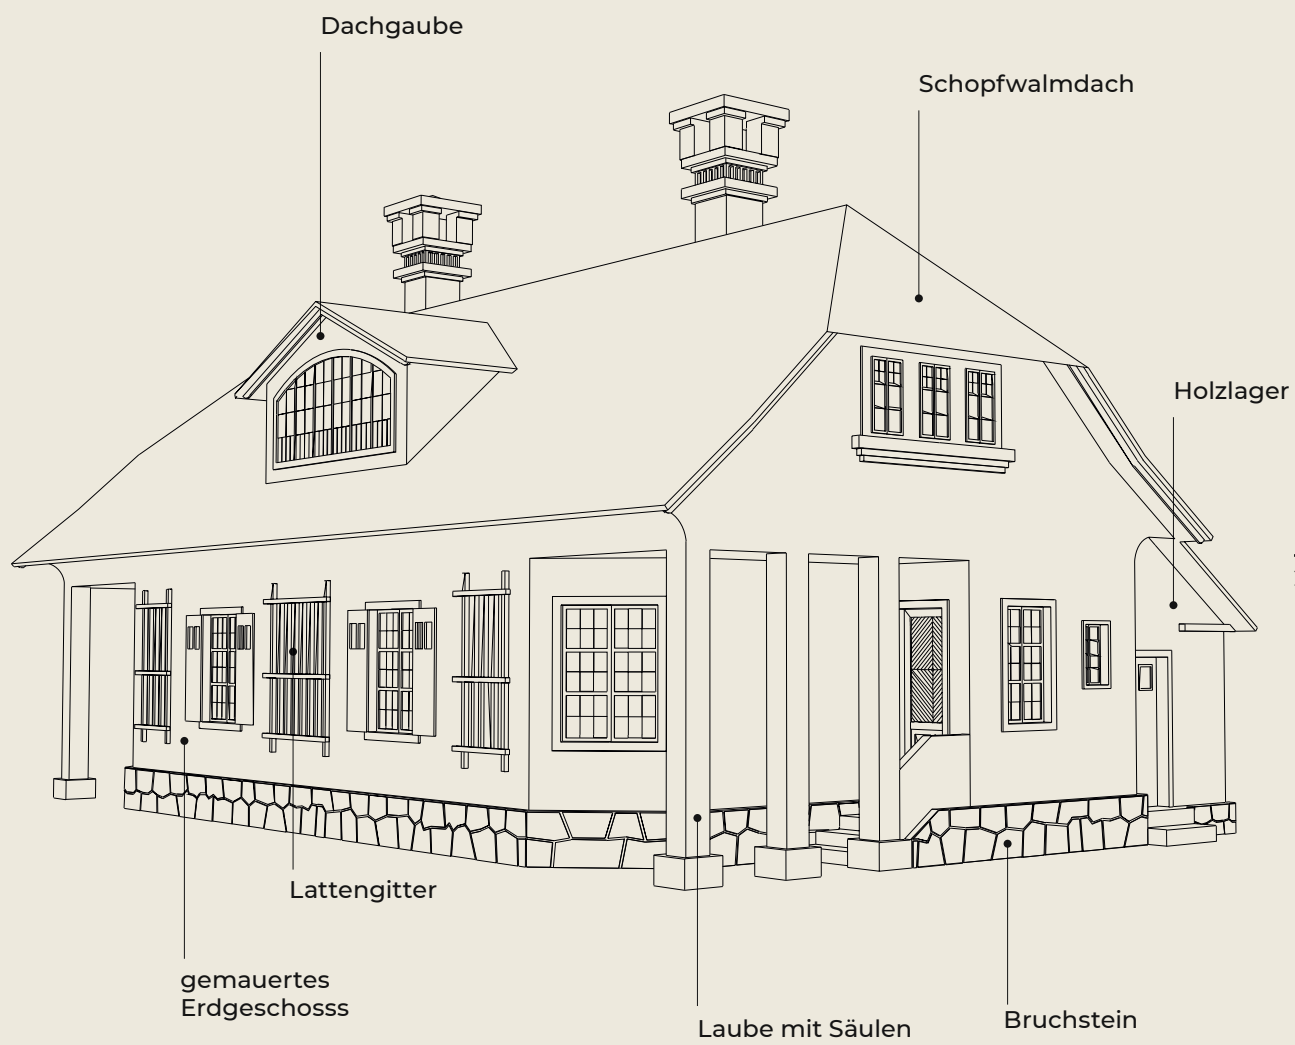 Dachgaube
Schopfwalmdach
Holzlager
Lattengitter
gemauertes
Erdgeschosss
Laube mit Säulen
Bruchstein